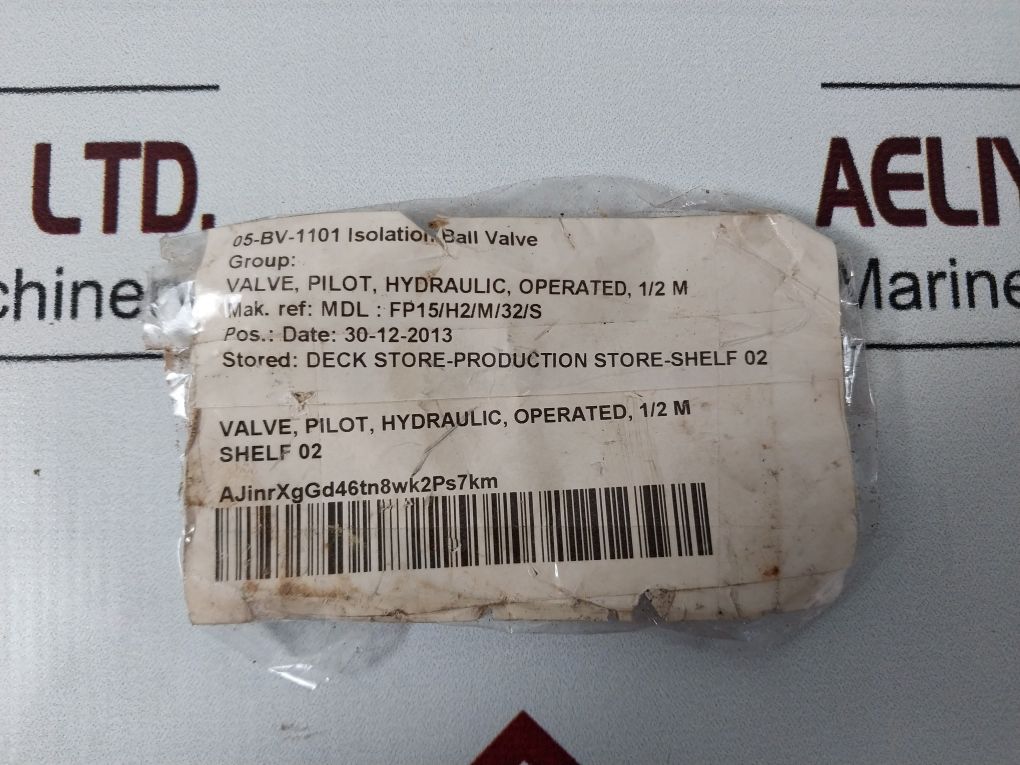 LTD.
AELIY
chiner
Marine
05-BV-1101 Isolation Ball Valve
Group:
VALVE, PILOT, HYDRAULIC, OPERATED, 1/2 M
Mak. ref: MDL : FP15/H2/M/32/S
Pos.: Date: 30-12-2013
Stored: DECK STORE-PRODUCTION STORE-SHELF 02
VALVE, PILOT, HYDRAULIC, OPERATED, 1/2 M
SHELF 02
AJinrXgGd46tn8wk2Ps7km